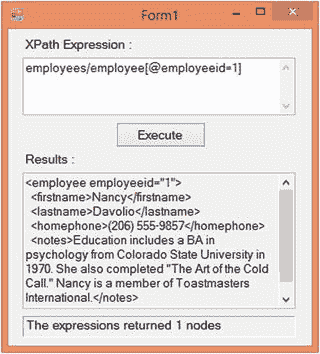 Form1
XPath Expression :
employees/employee[@employeeid=1]
Execute
Results :
<employee employeeid="1">
<firstname>Nancy</firstname>
<lastname>Davolio</lastname>
<homephone>(206) 555-9857</homephone>
<notes>Education includes a BA in
psychology from Colorado State University in
1970. She also completed "The Art of the Cold
Call." Nancy is a member of Toastmasters
International.</notes>
The expressions returned 1 nodes